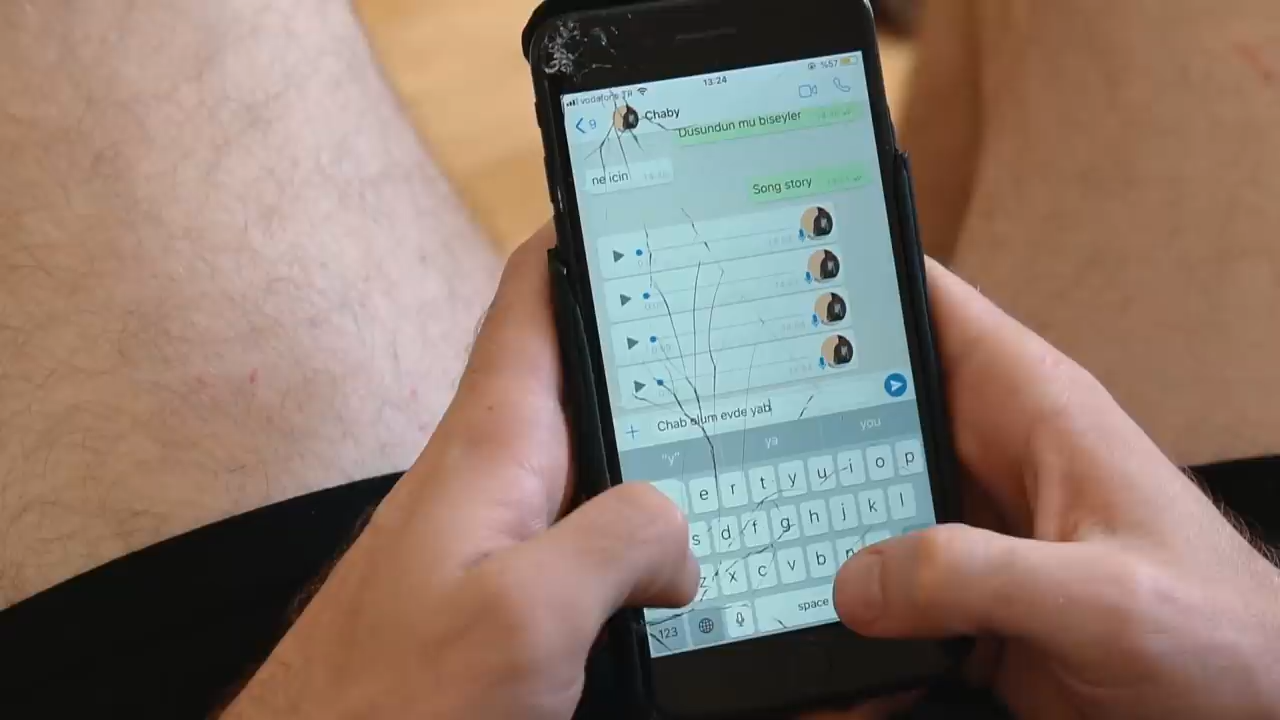 vodafone TR 13:24 %57
9 Chaby
Dusundun mu biseyler
ne icin
Song story
Chab olum evde yab
"y" ya you
e r t y u i o p
s d f g h j k l
z x c v b n
123 space